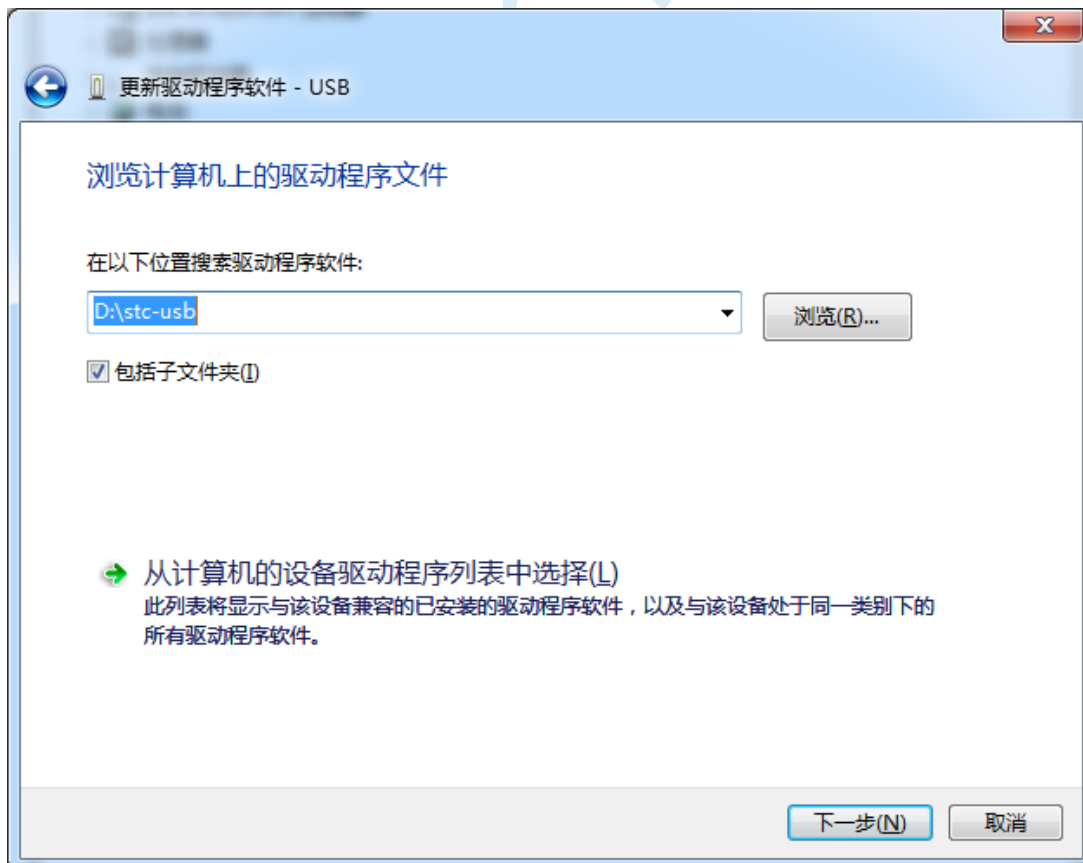 更新驱动程序软件 - USB
浏览计算机上的驱动程序文件
在以下位置搜索驱动程序软件:
D:\stc-usb
浏览(R)...
包括子文件夹(I)
从计算机的设备驱动程序列表中选择(L)
此列表将显示与该设备兼容的已安装的驱动程序软件，以及与该设备处于同一类别下的
所有驱动程序软件。
下一步(N)
取消